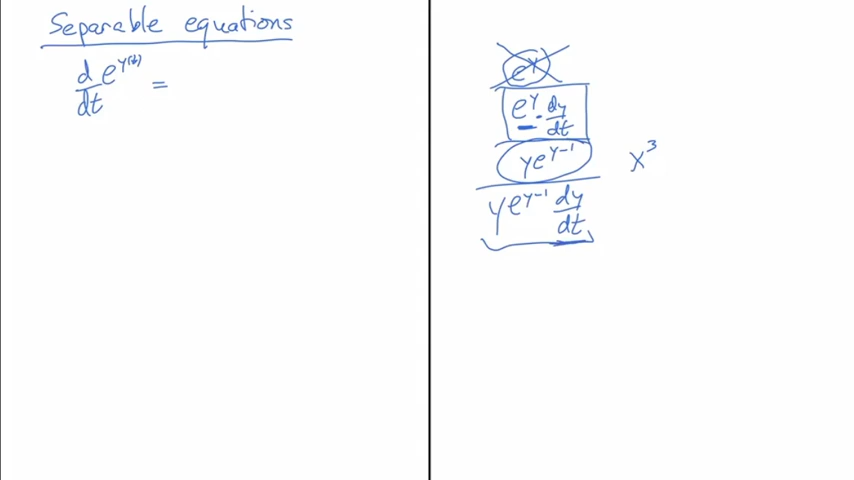 Separable equations
d/dt e^y(t) =
e^y
e^y · dy/dt
ye^y-1 x^3
ye^y-1 dy/dt